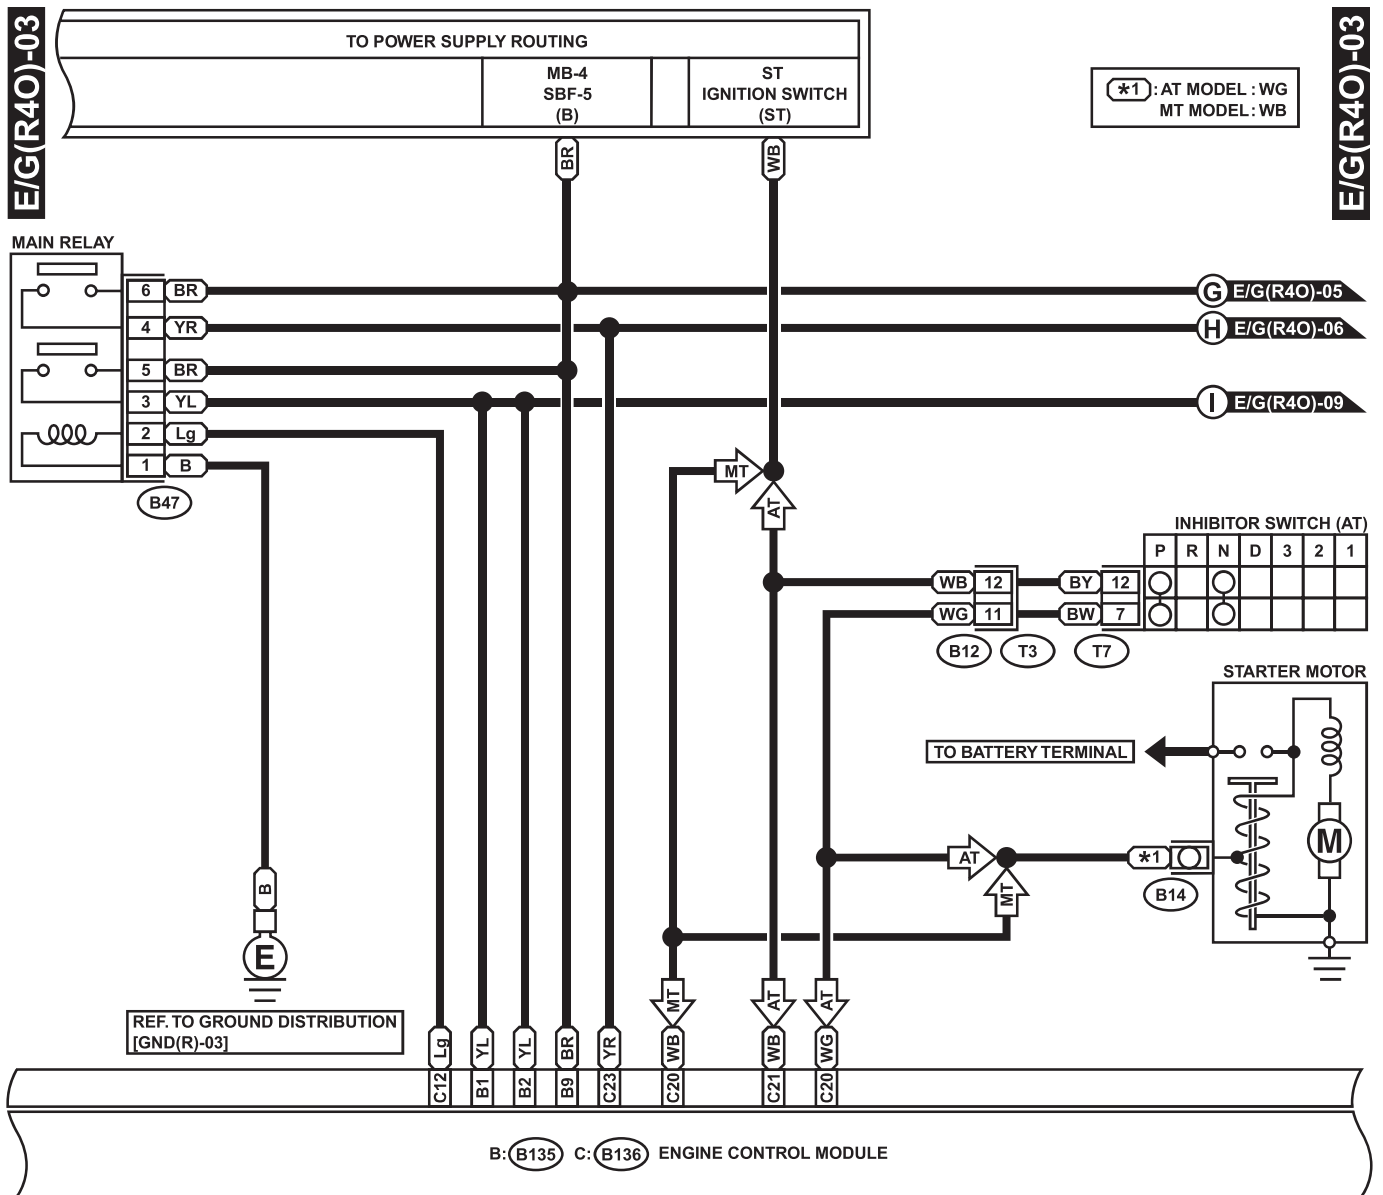 E/G(R4O)-03
E/G(R4O)-03
TO POWER SUPPLY ROUTING
MB-4
SBF-5
(B)
ST
IGNITION SWITCH
(ST)
*1 : AT MODEL : WG
MT MODEL : WB
BR
WB
MAIN RELAY
6 BR
G E/G(R4O)-05
4 YR
H E/G(R4O)-06
5 BR
3 YL
I E/G(R4O)-09
2 Lg
1 B
B47
MT
AT
INHIBITOR SWITCH (AT)
P R N D 3 2 1
WB 12 BY 12
WG 11 BW 7
B12 T3 T7
STARTER MOTOR
TO BATTERY TERMINAL
M
AT
*1
MT
B14
B
E
REF. TO GROUND DISTRIBUTION
[GND(R)-03]
MT AT AT
Lg YL YL BR YR WB WB WG
C12 B1 B2 B9 C23 C20 C21 C20
B: B135 C: B136 ENGINE CONTROL MODULE